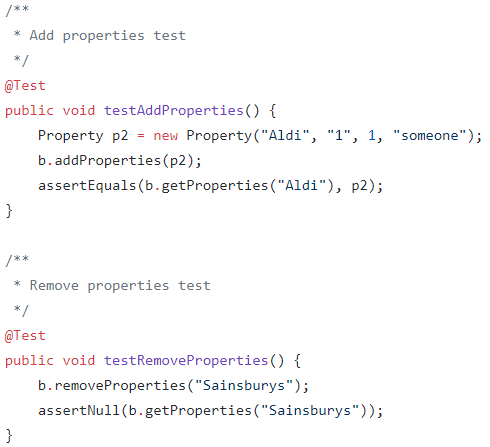 /**
 * Add properties test
 */
@Test
public void testAddProperties() {
    Property p2 = new Property("Aldi", "1", 1, "someone");
    b.addProperties(p2);
    assertEquals(b.getProperties("Aldi"), p2);
}

/**
 * Remove properties test
 */
@Test
public void testRemoveProperties() {
    b.removeProperties("Sainsburys");
    assertNull(b.getProperties("Sainsburys"));
}